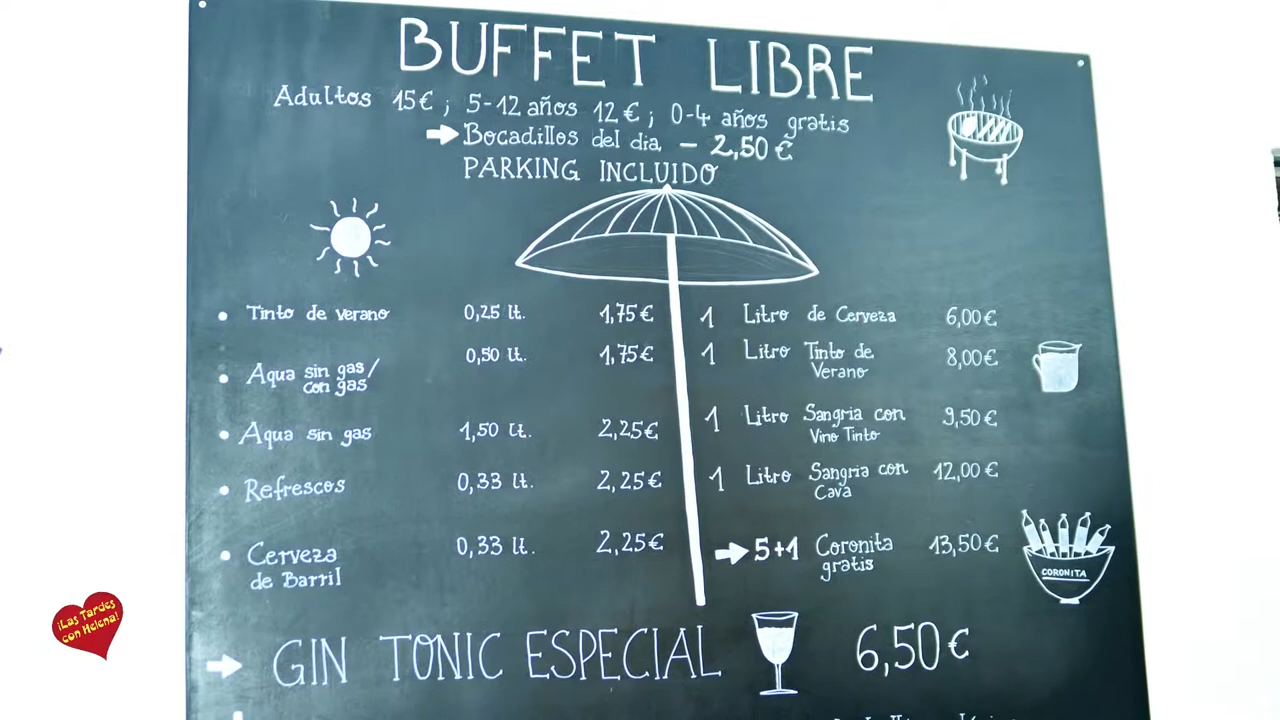 BUFFET LIBRE
Adultos 15€ ; 5-12 años 12€ ; 0-4 años gratis
Bocadillos del dia – 2,50€
PARKING INCLUIDO
Tinto de verano 0,25 lt. 1,75€
Aqua sin gas/ 0,50 lt. 1,75€
con gas
Aqua sin gas 1,50 Lt. 2,25€
Refrescos 0,33 lt. 2,25€
Cerveza 0,33 lt. 2,25€
de Barril
1 Litro de Cerveza 6,00€
1 Litro Tinto de 8,00€
Verano
1 Litro Sangria con 9,50€
Vino Tinto
1 Litro Sangria con 12,00€
Cava
5+1 Coronita 13,50€
gratis
CORONITA
GIN TONIC ESPECIAL 6,50€
¡Las Tardes
con Helena!